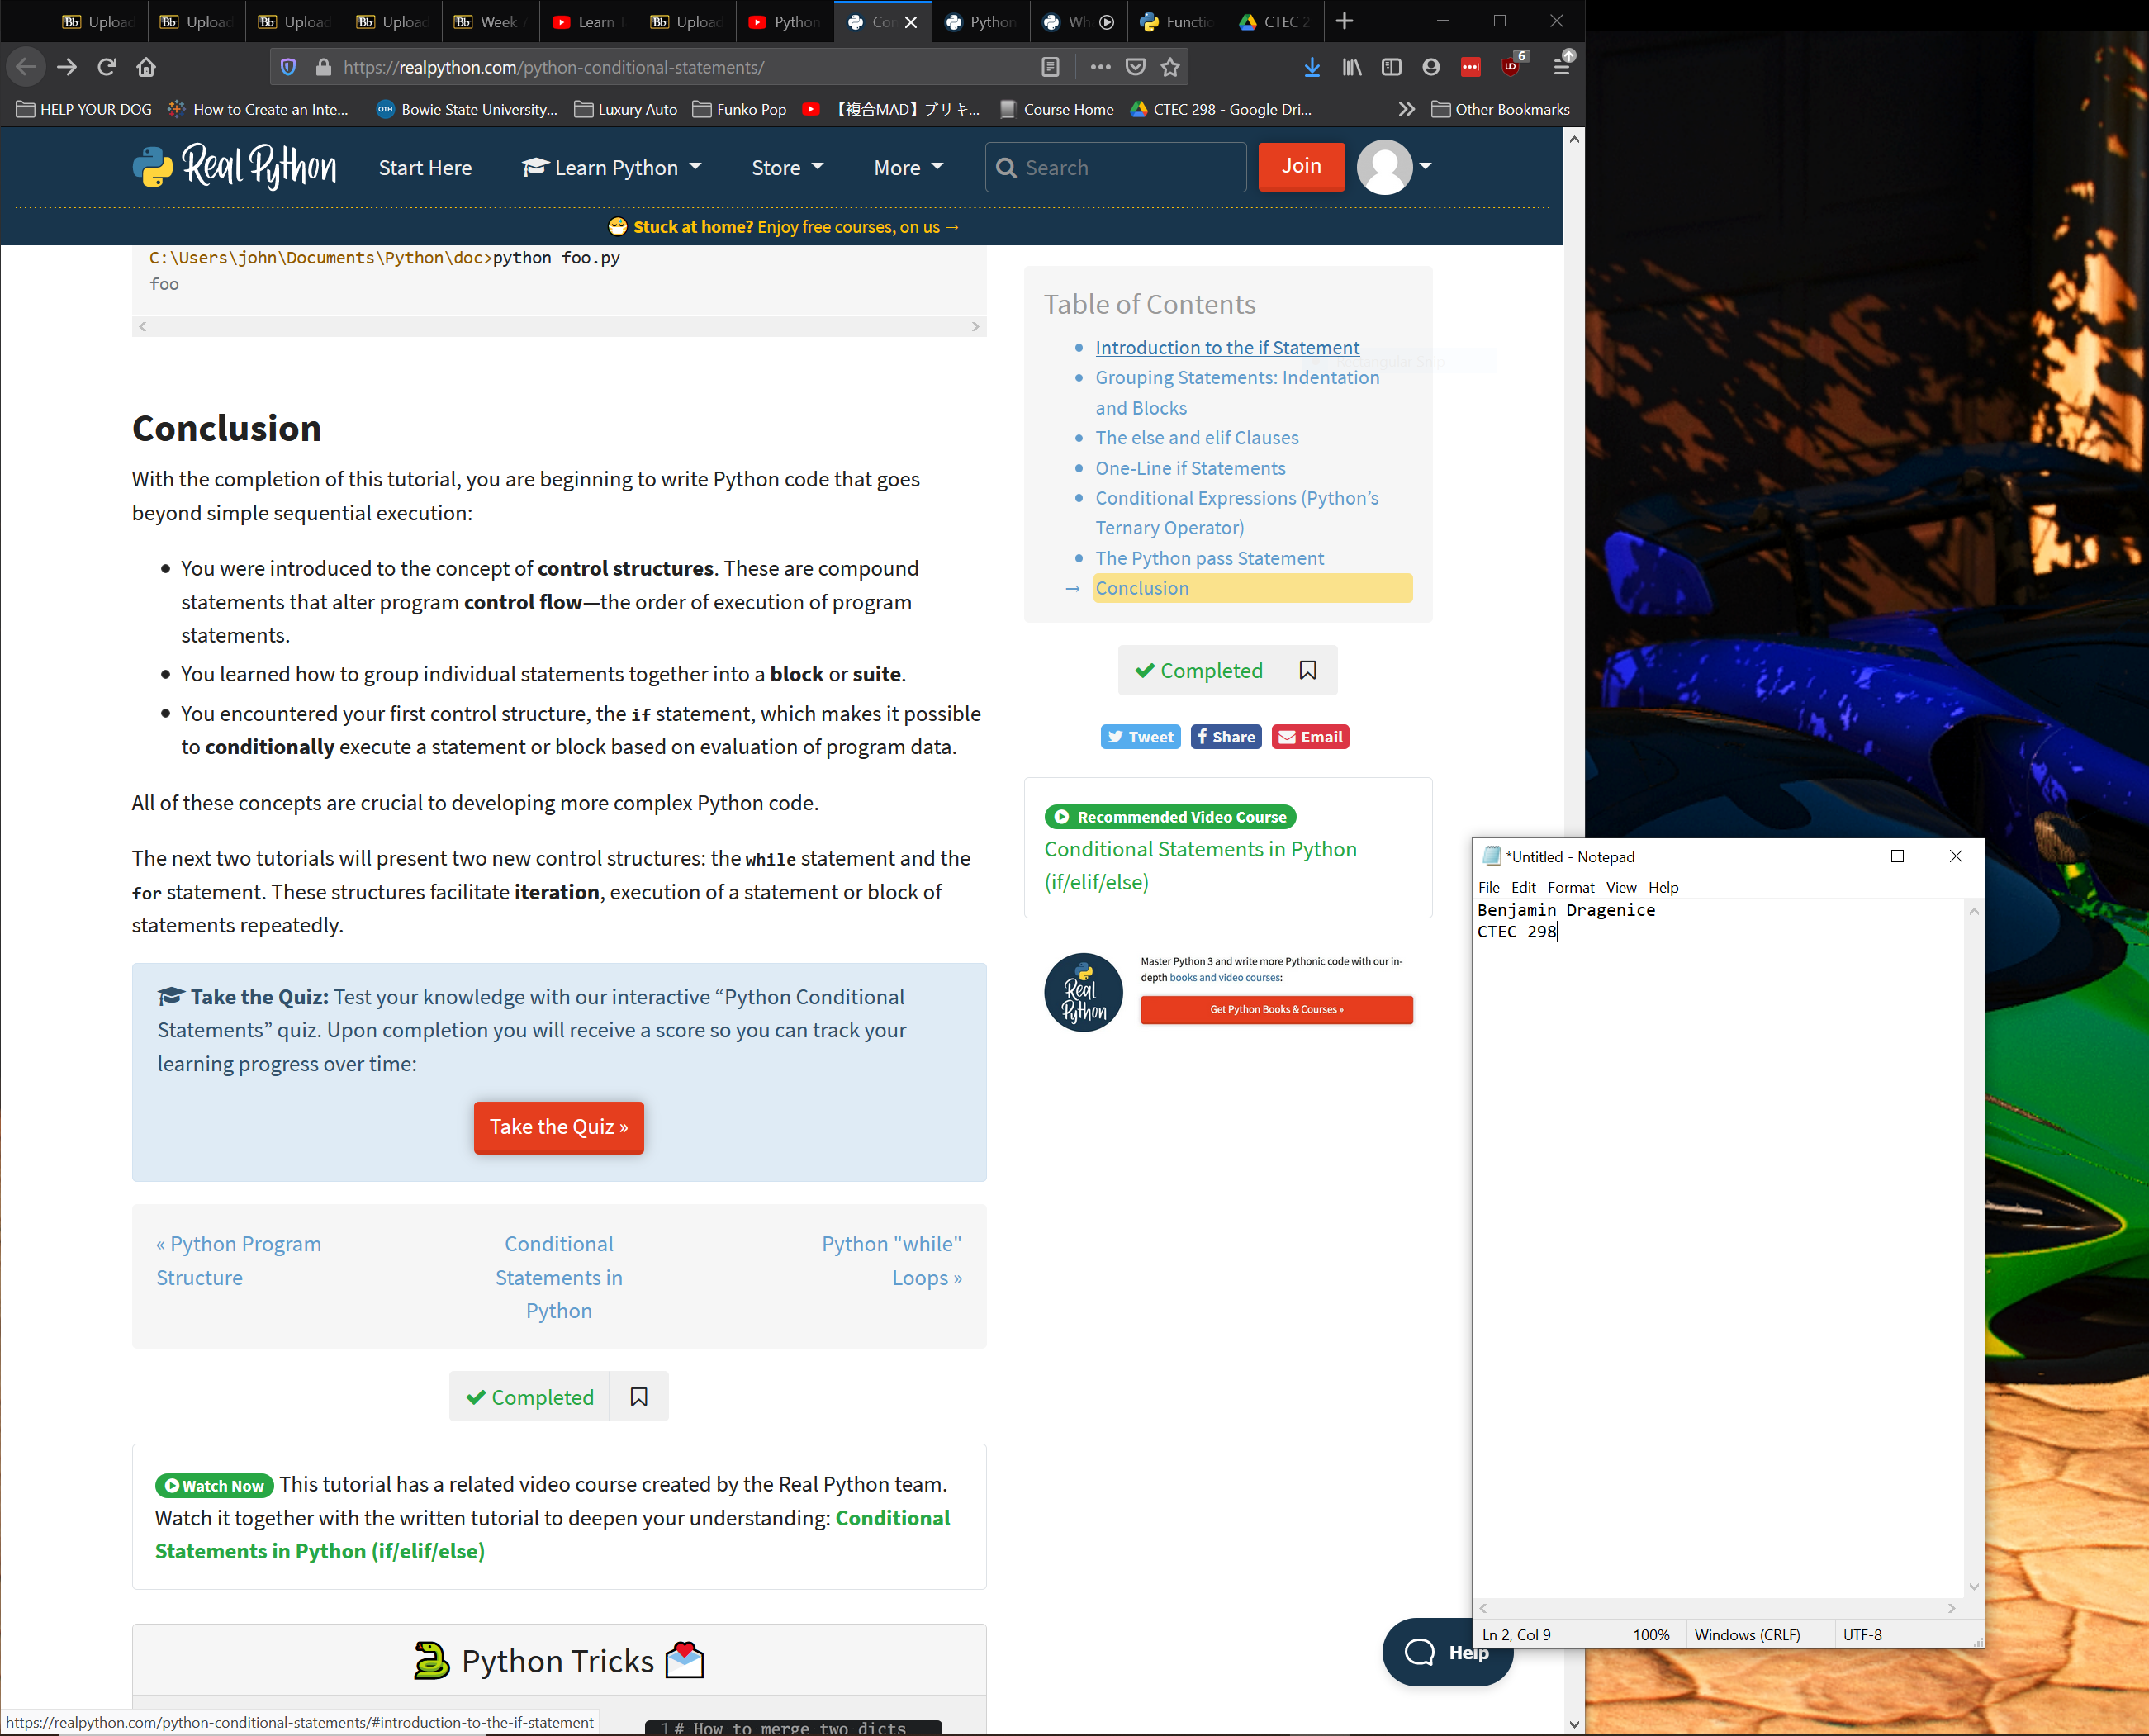 Upload
Upload
Upload
Upload
Week 7
Learn T
Upload
Python
Co
Python
Wh
Functi
CTEC 2
https://realpython.com/python-conditional-statements/
6
HELP YOUR DOG
How to Create an Inte...
Bowie State University...
Luxury Auto
Funko Pop
【複合MAD】ブリキ...
Course Home
CTEC 298 - Google Dri...
Other Bookmarks
Real Python
Start Here
Learn Python
Store
More
Search
Join
Stuck at home? Enjoy free courses, on us →
C:\Users\john\Documents\Python\doc>python foo.py
foo
Conclusion
With the completion of this tutorial, you are beginning to write Python code that goes
beyond simple sequential execution:
• You were introduced to the concept of control structures. These are compound
statements that alter program control flow—the order of execution of program
statements.
• You learned how to group individual statements together into a block or suite.
• You encountered your first control structure, the if statement, which makes it possible
to conditionally execute a statement or block based on evaluation of program data.
All of these concepts are crucial to developing more complex Python code.
The next two tutorials will present two new control structures: the while statement and the
for statement. These structures facilitate iteration, execution of a statement or block of
statements repeatedly.
Take the Quiz: Test your knowledge with our interactive “Python Conditional
Statements” quiz. Upon completion you will receive a score so you can track your
learning progress over time:
Take the Quiz »
« Python Program
Structure
Conditional
Statements in
Python
Python "while"
Loops »
Completed
Watch Now This tutorial has a related video course created by the Real Python team.
Watch it together with the written tutorial to deepen your understanding: Conditional
Statements in Python (if/elif/else)
Python Tricks
1 # How to merge two dicts
https://realpython.com/python-conditional-statements/#introduction-to-the-if-statement
Table of Contents
• Introduction to the if Statement
• Grouping Statements: Indentation
and Blocks
• The else and elif Clauses
• One-Line if Statements
• Conditional Expressions (Python’s
Ternary Operator)
• The Python pass Statement
→ Conclusion
Completed
Tweet
Share
Email
Recommended Video Course
Conditional Statements in Python
(if/elif/else)
Real Python
Master Python 3 and write more Pythonic code with our in-
depth books and video courses:
Get Python Books & Courses »
Help
*Untitled - Notepad
File Edit Format View Help
Benjamin Dragenice
CTEC 298
Ln 2, Col 9
100%
Windows (CRLF)
UTF-8